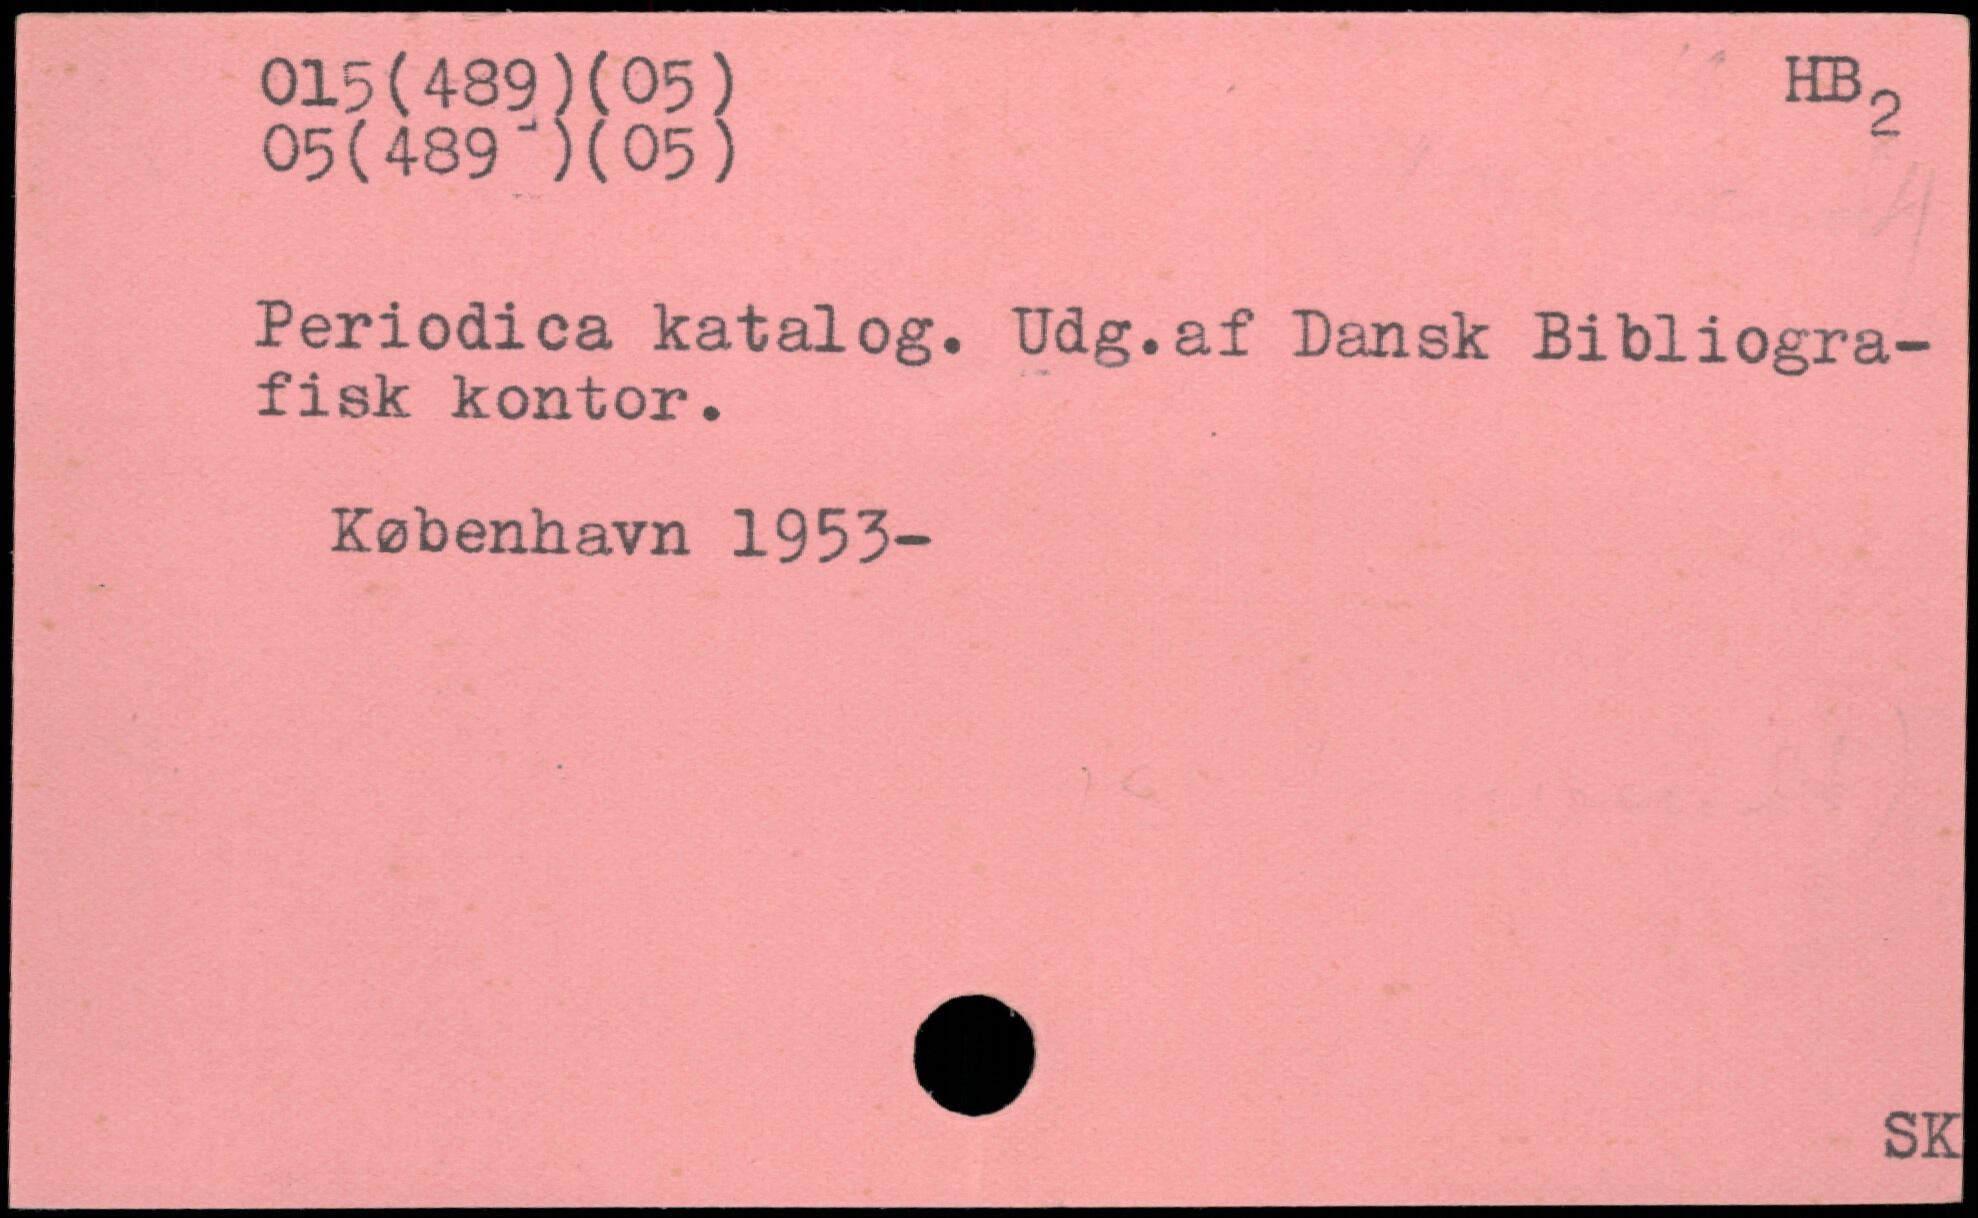 015(489)(05) HB₂
05(489 )(05)
Periodica katalog. Udg.af Dansk Bibliogra-
fisk kontor.
København 1953-
SK